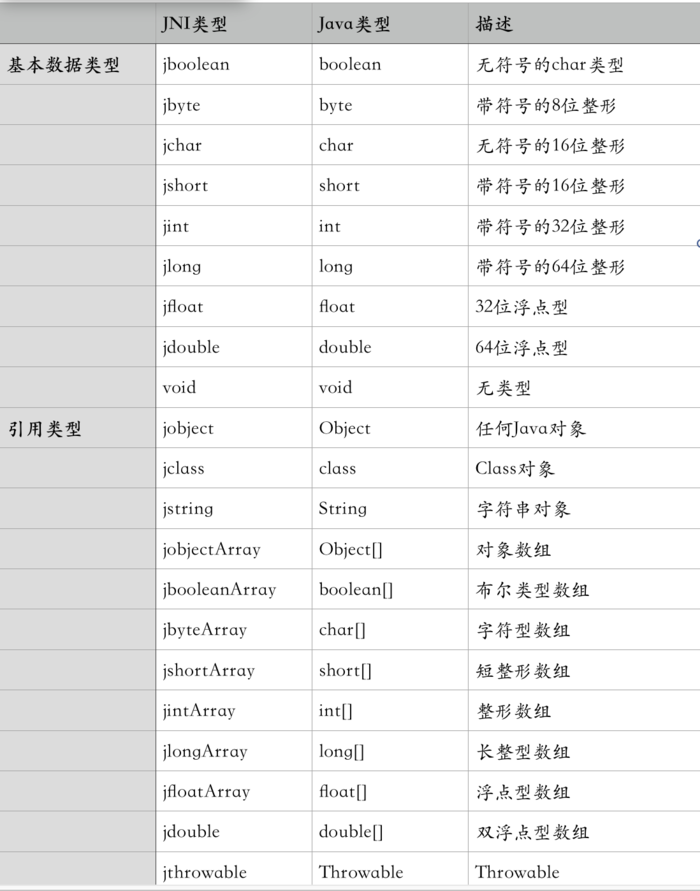 JNI类型 Java类型 描述
基本数据类型 jboolean boolean 无符号的char类型
jbyte byte 带符号的8位整形
jchar char 无符号的16位整形
jshort short 带符号的16位整形
jint int 带符号的32位整形
jlong long 带符号的64位整形
jfloat float 32位浮点型
jdouble double 64位浮点型
void void 无类型
引用类型 jobject Object 任何Java对象
jclass class Class对象
jstring String 字符串对象
jobjectArray Object[] 对象数组
jbooleanArray boolean[] 布尔类型数组
jbyteArray char[] 字符型数组
jshortArray short[] 短整形数组
jintArray int[] 整形数组
jlongArray long[] 长整型数组
jfloatArray float[] 浮点型数组
jdouble double[] 双浮点型数组
jthrowable Throwable Throwable